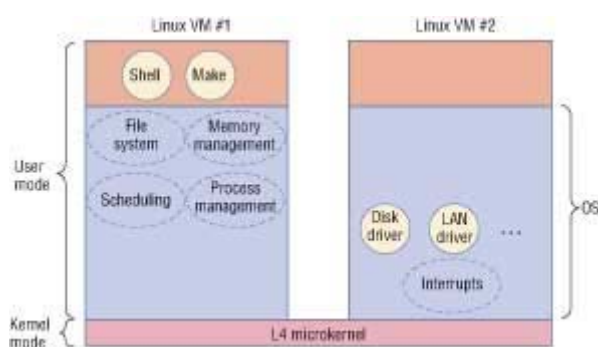 Linux VM #1
Linux VM #2
Shell
Make
File
system
Memory
management
Scheduling
Process
management
User
mode
Disk
driver
LAN
driver
...
Interrupts
OS
Kernel
mode
L4 microkernel